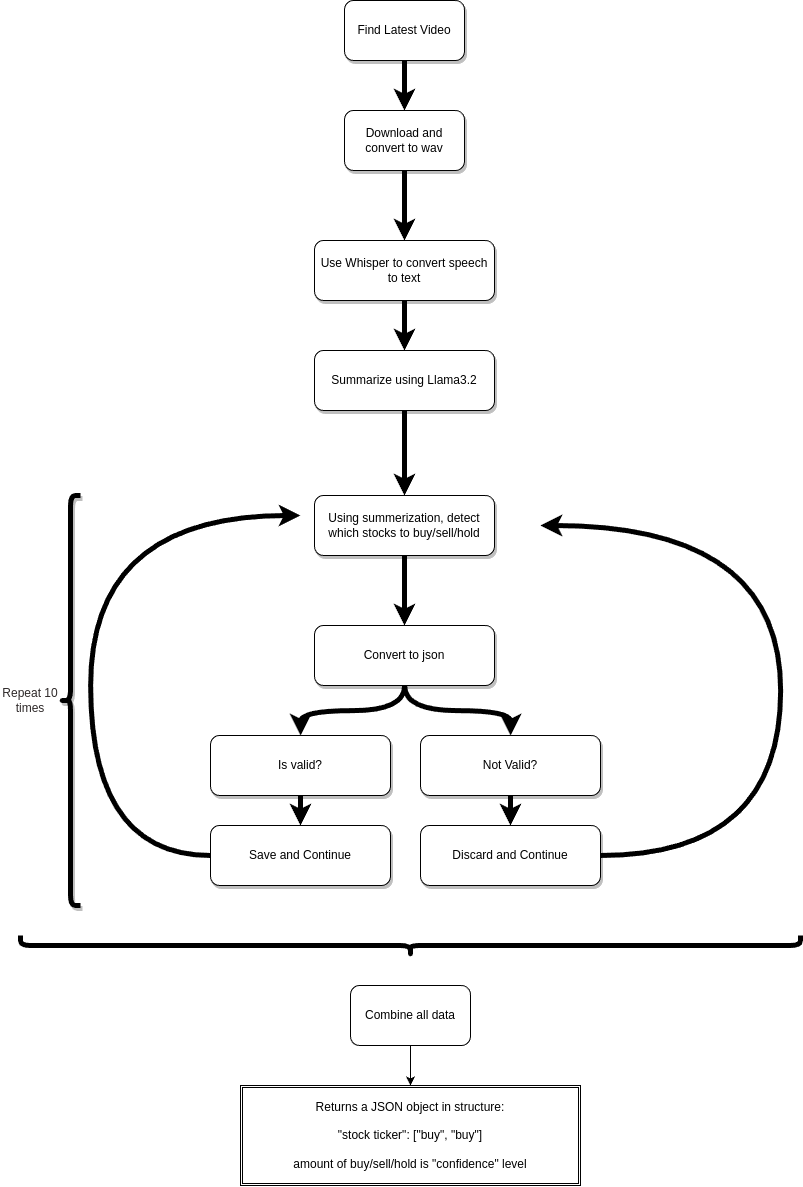 Find Latest Video
Download and
convert to wav
Use Whisper to convert speech
to text
Summarize using Llama3.2
Using summerization, detect
which stocks to buy/sell/hold
Convert to json
Repeat 10
times
Is valid?
Not Valid?
Save and Continue
Discard and Continue
Combine all data
Returns a JSON object in structure:
"stock ticker": ["buy", "buy"]
amount of buy/sell/hold is "confidence" level